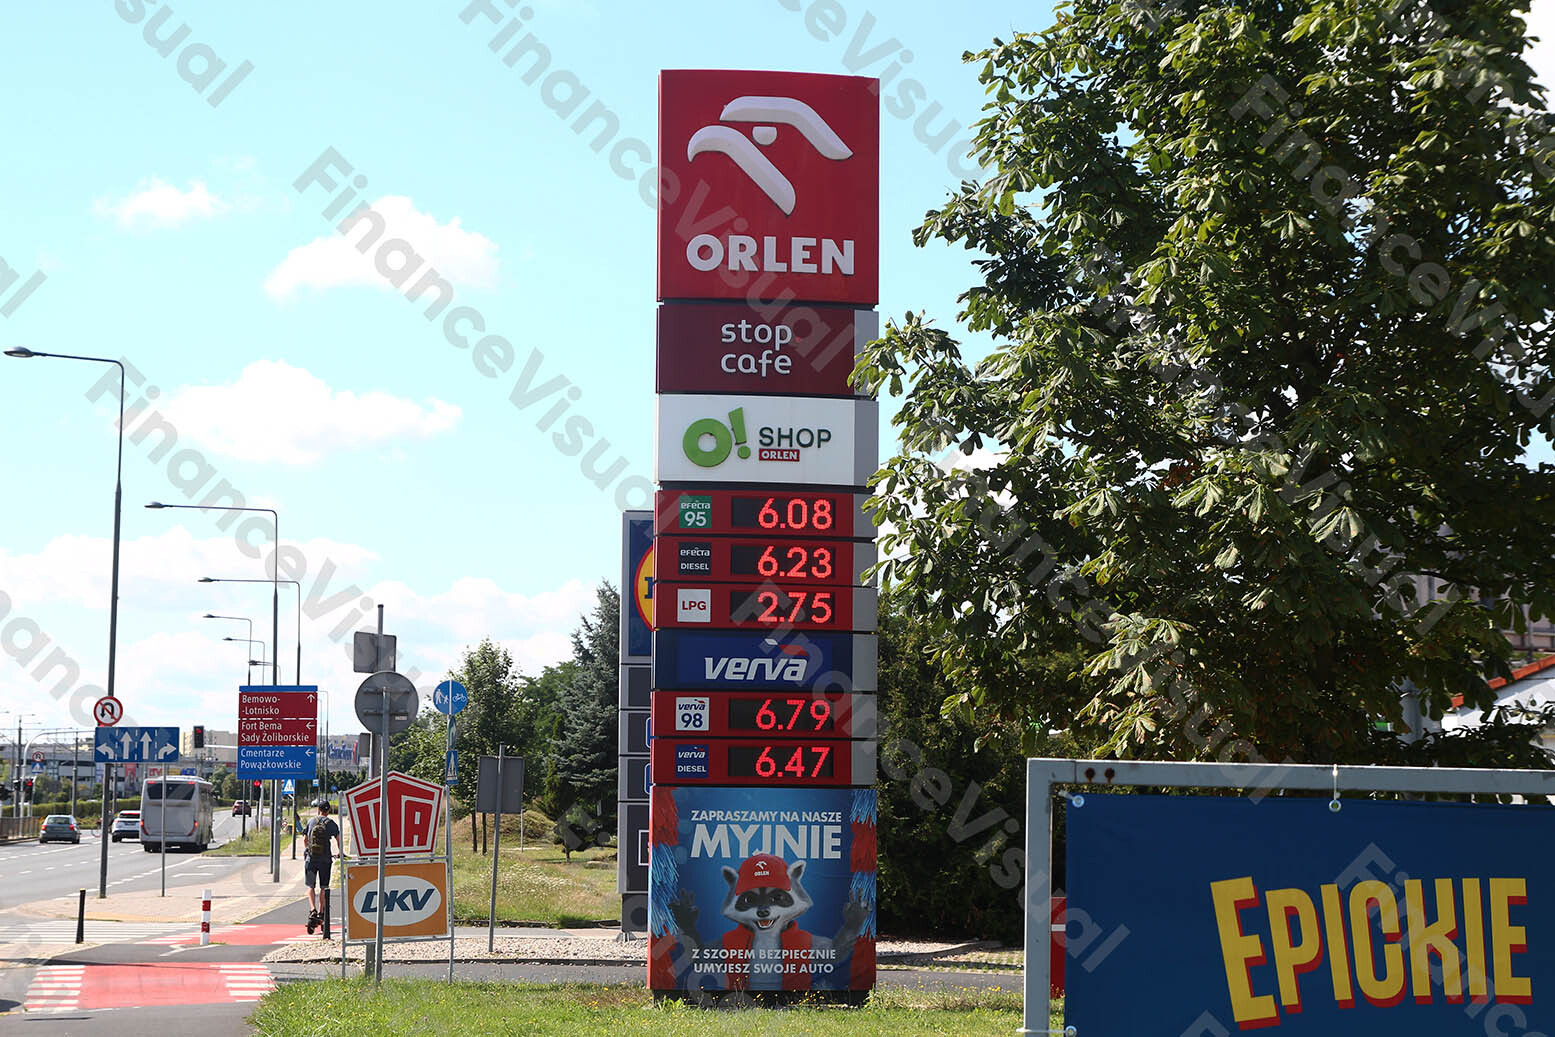 ORLEN
stop
cafe
O! SHOP
ORLEN
efecta
95
6.08
efecta
DIESEL
6.23
LPG
2.75
verva
verva
98
6.79
verva
DIESEL
6.47
ZAPRASZAMY NA NASZE
MYJNIE
ORLEN
Z SZOPEM BEZPIECZNIE
UMYJESZ SWOJE AUTO
Bemowo-
-Lotnisko
Fort Bema
Sady Żoliborskie
Cmentarze
Powązkowskie
UTA
DKV
EPICKIE
FinanceVisual